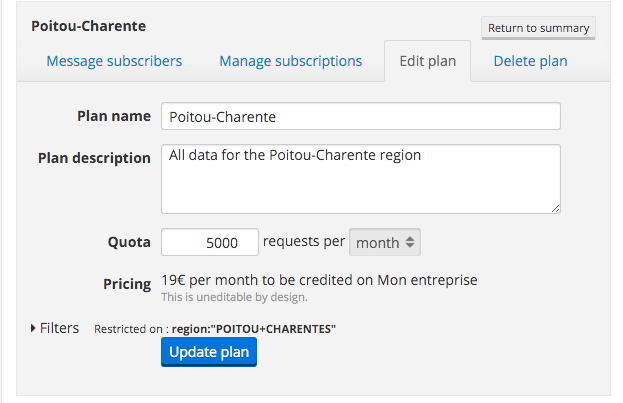 Poitou-Charente
Return to summary
Message subscribers Manage subscriptions Edit plan Delete plan
Plan name Poitou-Charente
Plan description All data for the Poitou-Charente region
Quota 5000 requests per month
Pricing 19€ per month to be credited on Mon entreprise
This is uneditable by design.
Filters Restricted on : region:"POITOU+CHARENTES"
Update plan